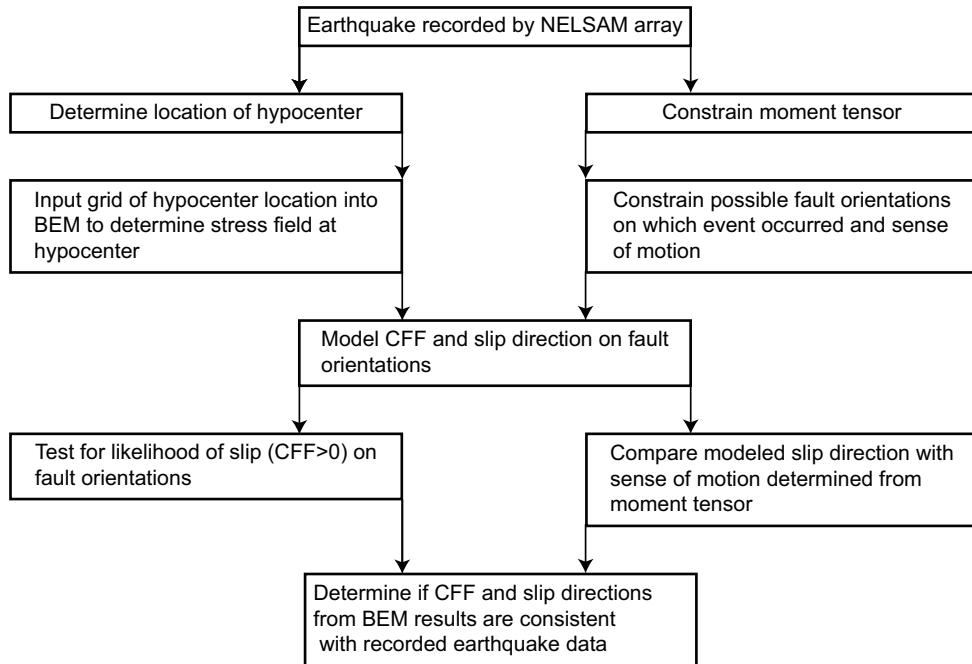 Earthquake recorded by NELSAM array
Determine location of hypocenter
Constrain moment tensor
Input grid of hypocenter location into
BEM to determine stress field at
hypocenter
Constrain possible fault orientations
on which event occurred and sense
of motion
Model CFF and slip direction on fault
orientations
Test for likelihood of slip (CFF>0) on
fault orientations
Compare modeled slip direction with
sense of motion determined from
moment tensor
Determine if CFF and slip directions
from BEM results are consistent
with recorded earthquake data